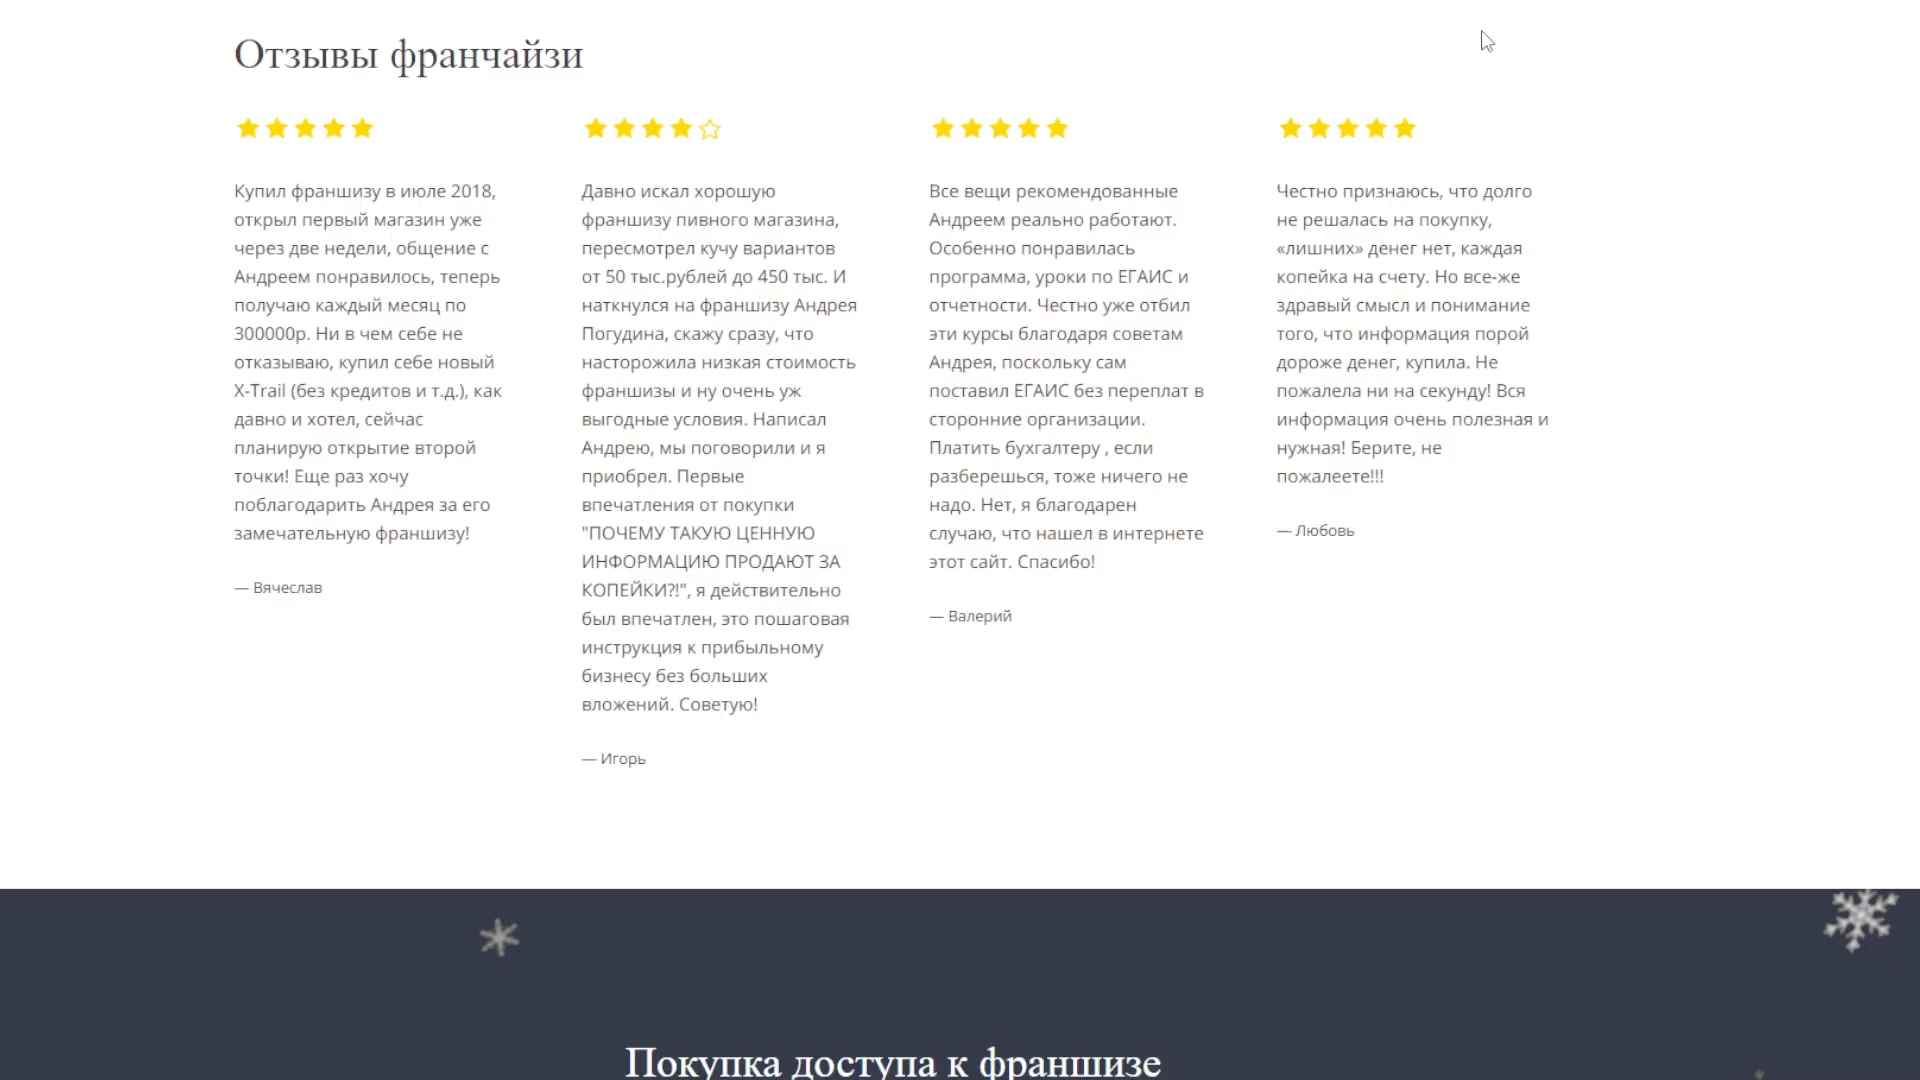 Отзывы франчайзи
Купил франшизу в июле 2018,
открыл первый магазин уже
через две недели, общение с
Андреем понравилось, теперь
получаю каждый месяц по
300000р. Ни в чем себе не
отказываю, купил себе новый
X-Trail (без кредитов и т.д.), как
давно и хотел, сейчас
планирую открытие второй
точки! Еще раз хочу
поблагодарить Андрея за его
замечательную франшизу!
— Вячеслав
Давно искал хорошую
франшизу пивного магазина,
пересмотрел кучу вариантов
от 50 тыс.рублей до 450 тыс. И
наткнулся на франшизу Андрея
Погудина, скажу сразу, что
насторожила низкая стоимость
франшизы и ну очень уж
выгодные условия. Написал
Андрею, мы поговорили и я
приобрел. Первые
впечатления от покупки
"ПОЧЕМУ ТАКУЮ ЦЕННУЮ
ИНФОРМАЦИЮ ПРОДАЮТ ЗА
КОПЕЙКИ?!", я действительно
был впечатлен, это пошаговая
инструкция к прибыльному
бизнесу без больших
вложений. Советую!
— Игорь
Все вещи рекомендованные
Андреем реально работают.
Особенно понравилась
программа, уроки по ЕГАИС и
отчетности. Честно уже отбил
эти курсы благодаря советам
Андрея, поскольку сам
поставил ЕГАИС без переплат в
сторонние организации.
Платить бухгалтеру , если
разберешься, тоже ничего не
надо. Нет, я благодарен
случаю, что нашел в интернете
этот сайт. Спасибо!
— Валерий
Честно признаюсь, что долго
не решалась на покупку,
«лишних» денег нет, каждая
копейка на счету. Но все-же
здравый смысл и понимание
того, что информация порой
дороже денег, купила. Не
пожалела ни на секунду! Вся
информация очень полезная и
нужная! Берите, не
пожалеете!!!
— Любовь
Покупка доступа к франшизе